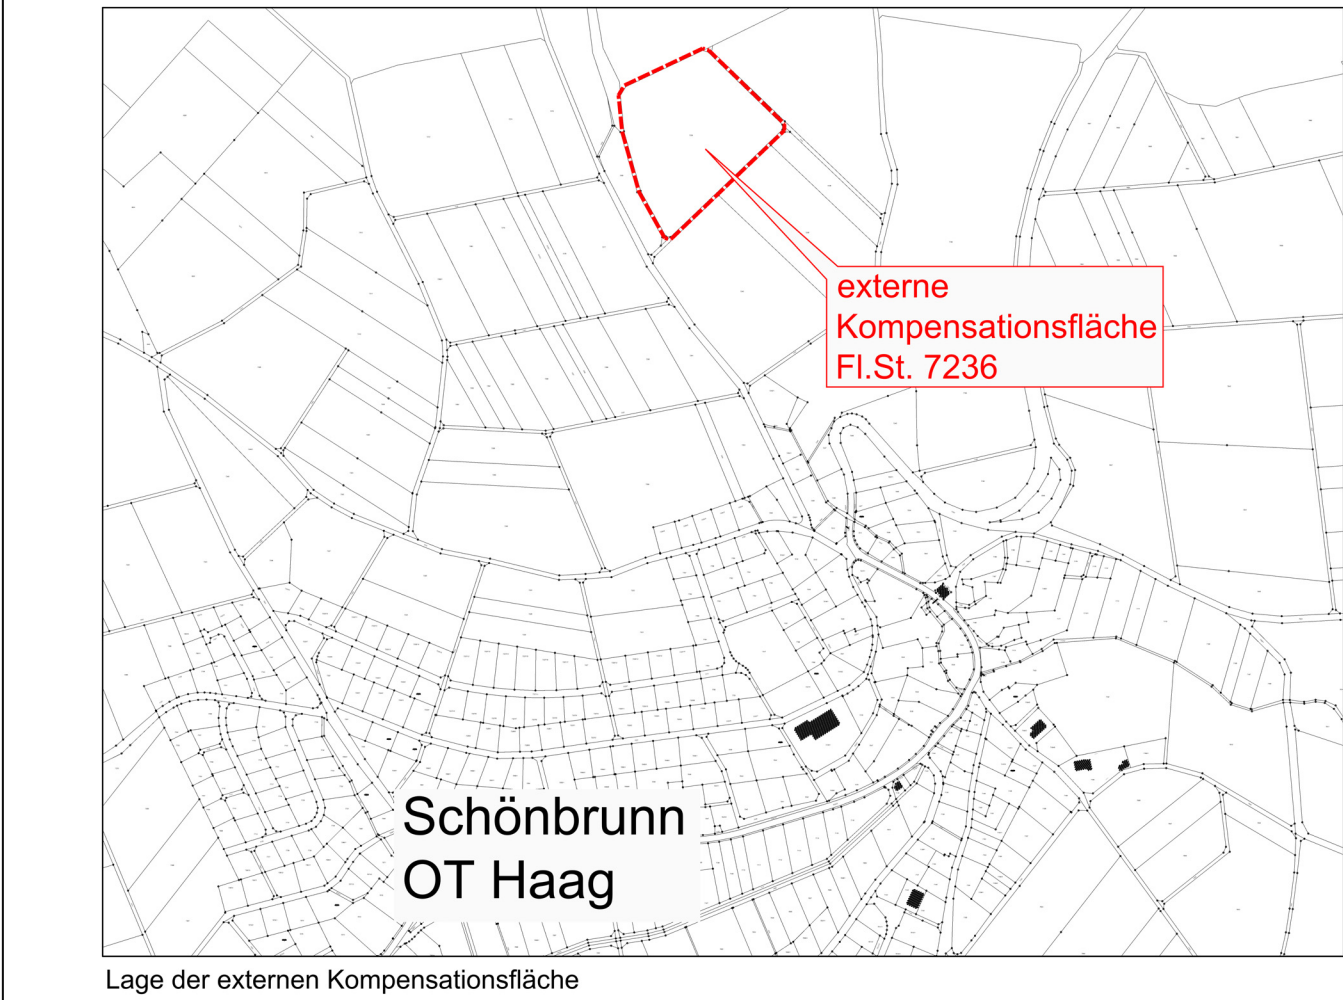 externe
Kompensationsfläche
Fl.St. 7236
Schönbrunn
OT Haag
Lage der externen Kompensationsfläche